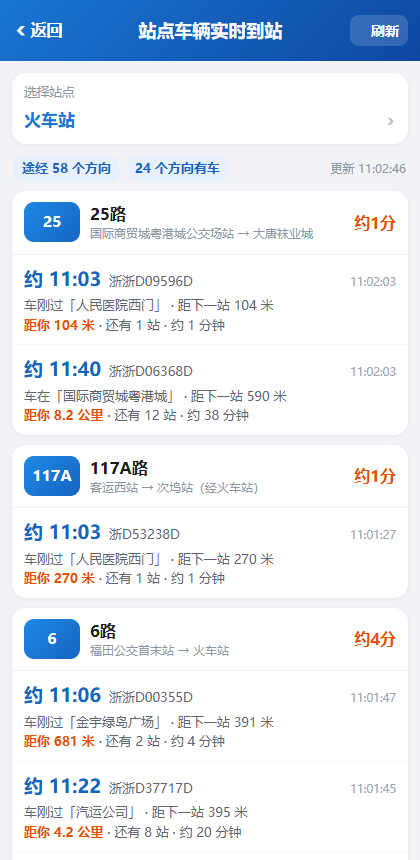 返回
站点车辆实时到站
刷新
选择站点
火车站
途经 58 个方向
24 个方向有车
更新 11:02:46
25
25路
国际商贸城粤港城公交场站 → 大唐袜业城
约1分
约 11:03 浙浙D09596D
11:02:03
车刚过「人民医院西门」 · 距下一站 104 米
距你 104 米 · 还有 1 站 · 约 1 分钟
约 11:40 浙浙D06368D
11:02:03
车在「国际商贸城粤港城」 · 距下一站 590 米
距你 8.2 公里 · 还有 12 站 · 约 38 分钟
117A
117A路
客运西站 → 次坞站（经火车站）
约1分
约 11:03 浙D53238D
11:01:27
车刚过「人民医院西门」 · 距下一站 270 米
距你 270 米 · 还有 1 站 · 约 1 分钟
6
6路
福田公交首末站 → 火车站
约4分
约 11:06 浙浙D00355D
11:01:47
车刚过「金宇绿岛广场」 · 距下一站 391 米
距你 681 米 · 还有 2 站 · 约 4 分钟
约 11:22 浙浙D37717D
11:01:45
车刚过「汽运公司」 · 距下一站 395 米
距你 4.2 公里 · 还有 8 站 · 约 20 分钟